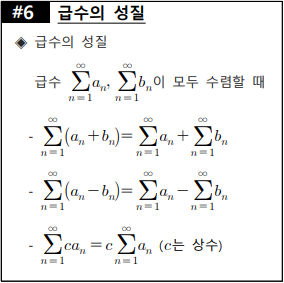 #6 급수의 성질
◈ 급수의 성질
급수 $\sum_{n=1}^{\infty} a_n$, $\sum_{n=1}^{\infty} b_n$이 모두 수렴할 때
- $\sum_{n=1}^{\infty}(a_n+b_n)=\sum_{n=1}^{\infty} a_n+\sum_{n=1}^{\infty} b_n$
- $\sum_{n=1}^{\infty}(a_n-b_n)=\sum_{n=1}^{\infty} a_n-\sum_{n=1}^{\infty} b_n$
- $\sum_{n=1}^{\infty} ca_n=c\sum_{n=1}^{\infty} a_n$ (c는 상수)